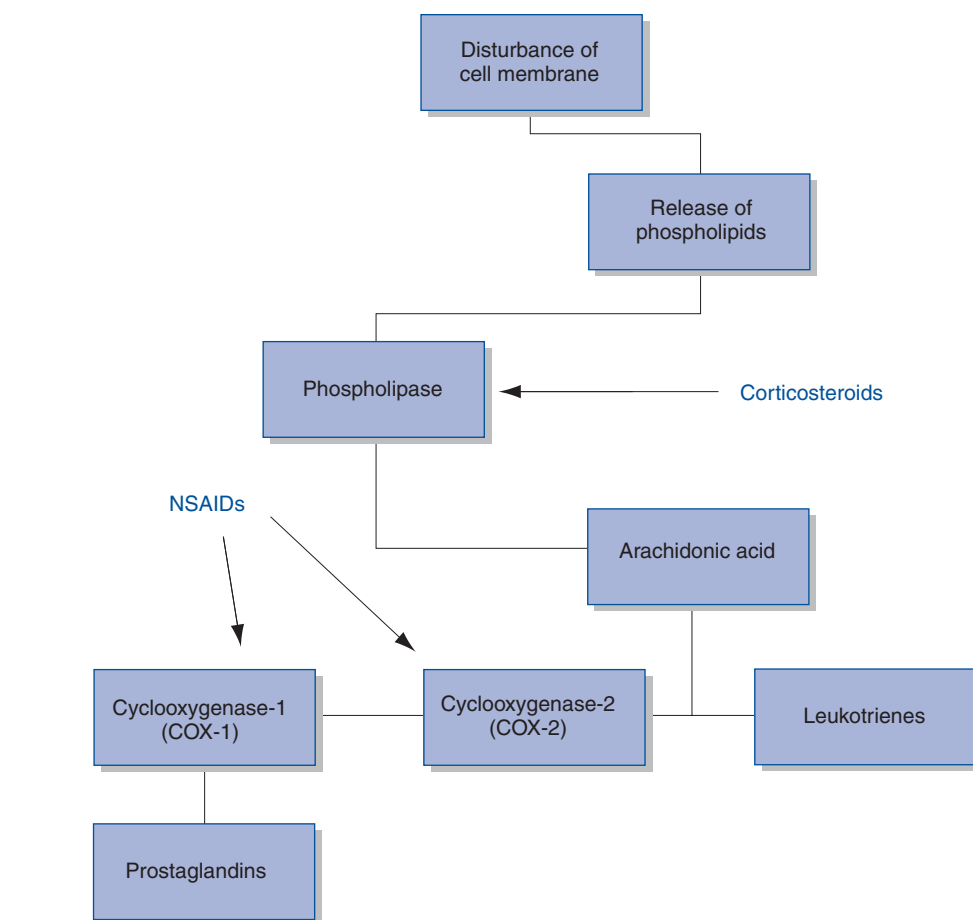 Disturbance of
cell membrane
Release of
phospholipids
Phospholipase
Corticosteroids
NSAIDs
Arachidonic acid
Cyclooxygenase-1
(COX-1)
Cyclooxygenase-2
(COX-2)
Leukotrienes
Prostaglandins